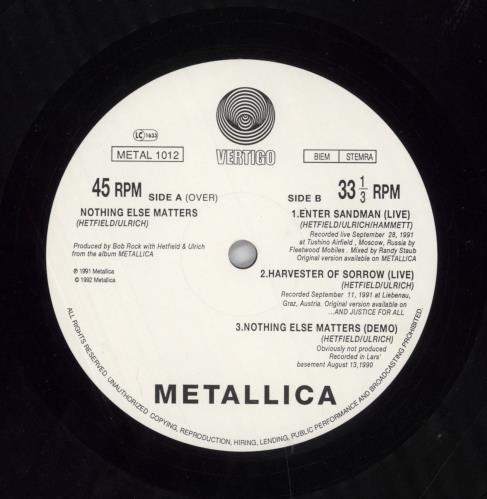 LC 1633
VERTIGO
METAL 1012
BIEM STEMRA
45 RPM SIDE A (OVER)
NOTHING ELSE MATTERS
(HETFIELD/ULRICH)
Produced by Bob Rock with Hetfield & Ulrich
from the album METALLICA
℗ 1991 Metallica
© 1992 Metallica
SIDE B 33 1/3 RPM
1.ENTER SANDMAN (LIVE)
(HETFIELD/ULRICH/HAMMETT)
Recorded live September 28, 1991
at Tushino Airfield , Moscow, Russia by
Fleetwood Mobiles . Mixed by Randy Staub
Original version available on METALLICA
2.HARVESTER OF SORROW (LIVE)
(HETFIELD/ULRICH)
Recorded September 11, 1991 at Liebenau,
Graz, Austria. Original version available on
...AND JUSTICE FOR ALL
3.NOTHING ELSE MATTERS (DEMO)
(HETFIELD/ULRICH)
Obviously not produced
Recorded in Lars'
basement August 13,1990
METALLICA
ALL RIGHTS RESERVED. UNAUTHORIZED COPYING, REPRODUCTION, HIRING, LENDING, PUBLIC PERFORMANCE AND BROADCASTING PROHIBITED.